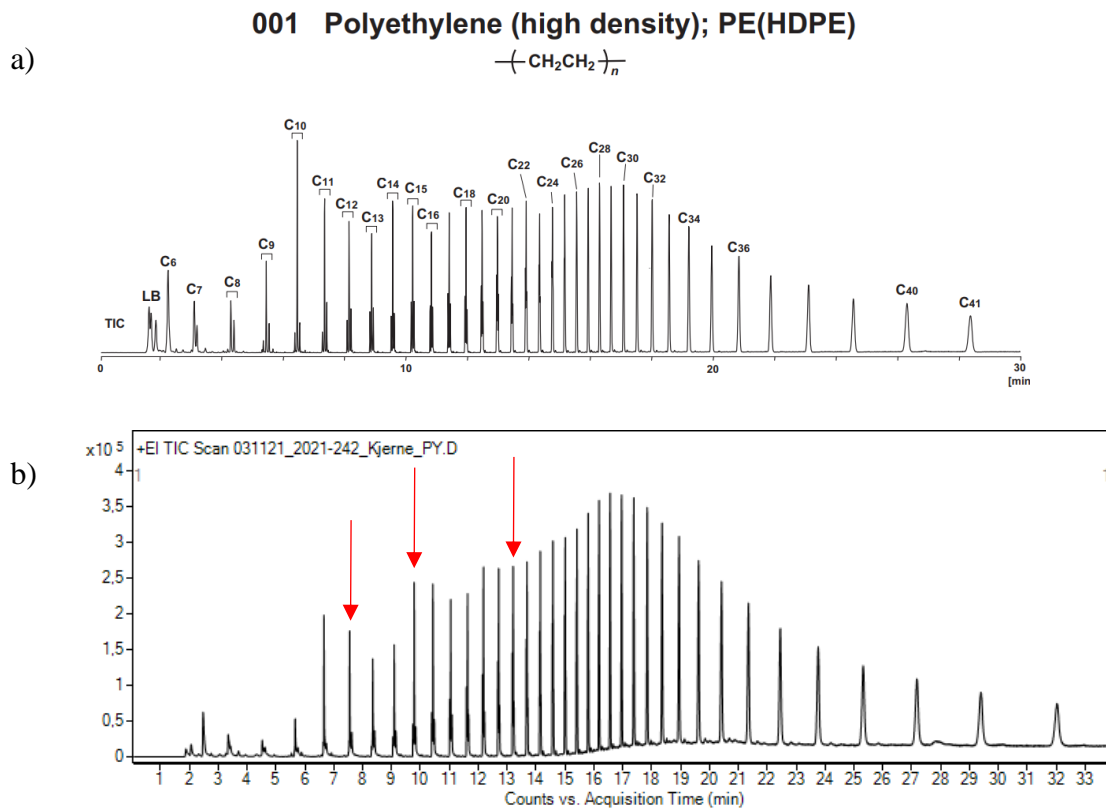 001 Polyethylene (high density); PE(HDPE)
a)
CH2CH2 n
C10
C11
C12
C13
C14
C15
C16
C18
C20
C22
C24
C26
C28
C30
C32
C34
C36
C40
C41
C9
C8
C7
C6
LB
TIC
0 10 20 30
[min
b)
x10 5
+EI TIC Scan 031121_2021-242_Kjerne_PY.D
1 1
4
3,5
3
2,5
2
1,5
1
0,5
0
1 2 3 4 5 6 7 8 9 10 11 12 13 14 15 16 17 18 19 20 21 22 23 24 25 26 27 28 29 30 31 32 33
Counts vs. Acquisition Time (min)